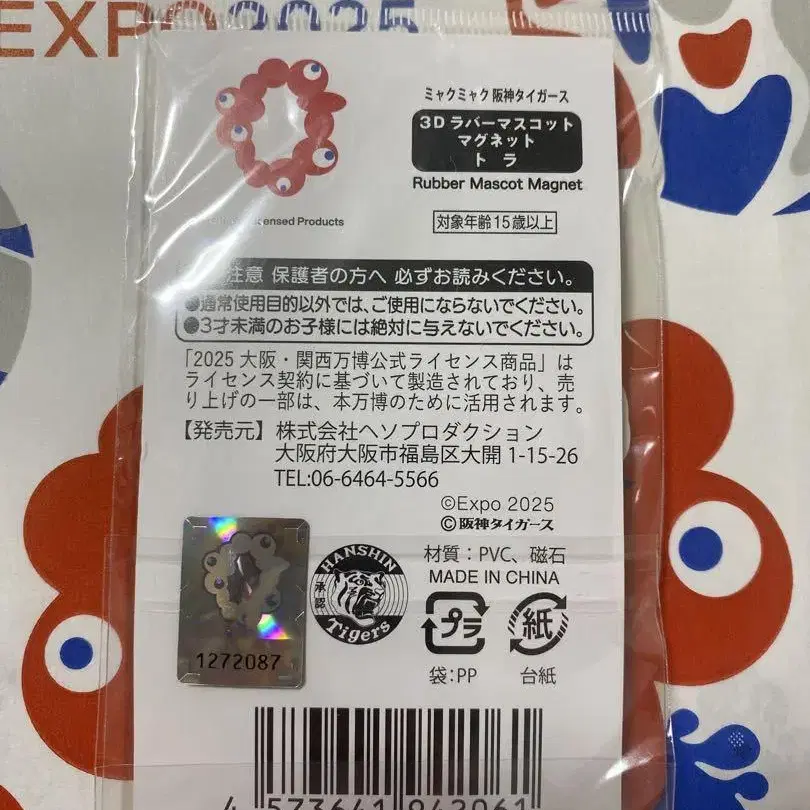 EXPO2025
ミャクミャク 阪神タイガース
3D ラバーマスコット
マグネット
トラ
Rubber Mascot Magnet
Licensed Products
対象年齢15歳以上
注意 保護者の方へ 必ずお読みください。
●通常使用目的以外では、ご使用にならないでください。
●3才未満のお子様には絶対に与えないでください。
「2025 大阪・関西万博公式ライセンス商品」は
ライセンス契約に基づいて製造されており、売
り上げの一部は、本万博のために活用されます。
【発売元】株式会社ヘソプロダクション
大阪府大阪市福島区大開 1-15-26
TEL:06-6464-5566
©Expo 2025
©阪神タイガース
1272087
HANSHIN
承認
Tigers
材質：PVC、磁石
MADE IN CHINA
プラ
紙
袋:PP
台紙
4 573641 942061